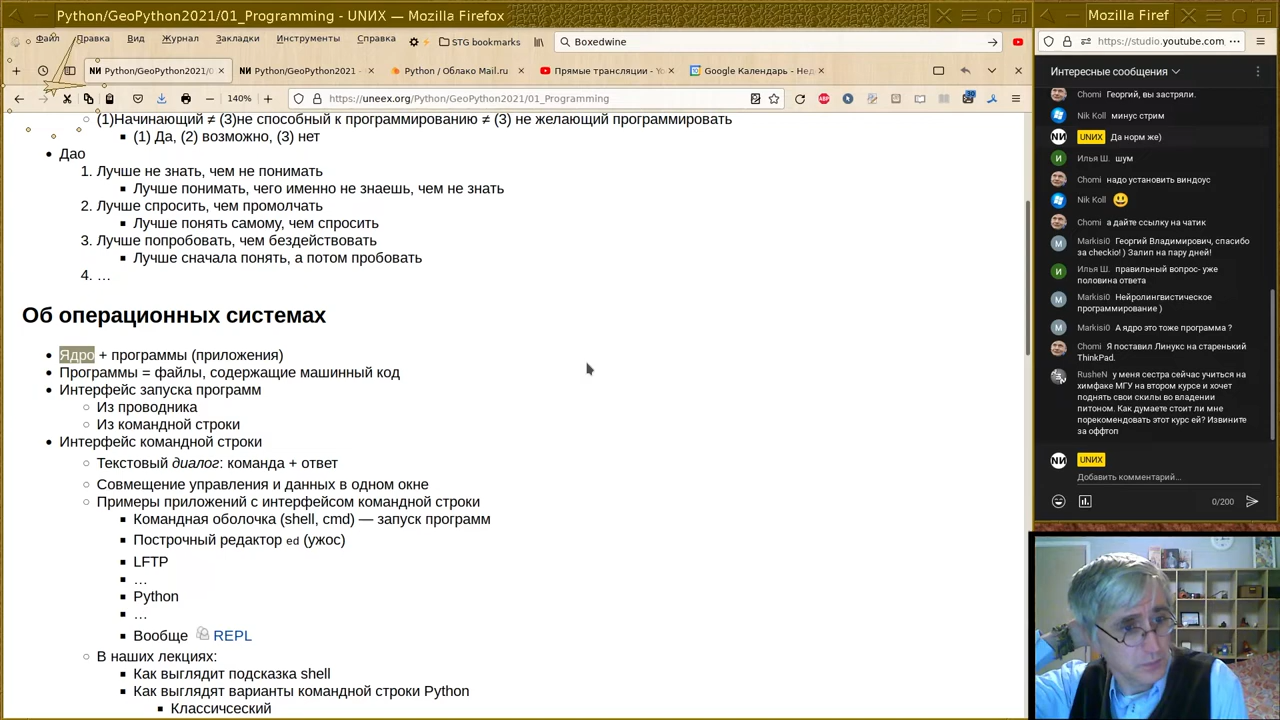 Python/GeoPython2021/01_Programming - UNИX — Mozilla Firefox
Mozilla Firef
Файл Правка Вид Журнал Закладки Инструменты Справка
STG bookmarks
Boxedwine
https://studio.youtube.com
Python/GeoPython2021/0
Python/GeoPython2021 -
Python / Облако Mail.ru
Прямые трансляции - Yo
Google Календарь - Нед
140%
https://uneex.org/Python/GeoPython2021/01_Programming
(1)Начинающий ≠ (3)не способный к программированию ≠ (3) не желающий программировать
(1) Да, (2) возможно, (3) нет
Дао
1. Лучше не знать, чем не понимать
Лучше понимать, чего именно не знаешь, чем не знать
2. Лучше спросить, чем промолчать
Лучше понять самому, чем спросить
3. Лучше попробовать, чем бездействовать
Лучше сначала понять, а потом пробовать
4. …
Об операционных системах
Ядро + программы (приложения)
Программы = файлы, содержащие машинный код
Интерфейс запуска программ
Из проводника
Из командной строки
Интерфейс командной строки
Текстовый диалог: команда + ответ
Совмещение управления и данных в одном окне
Примеры приложений с интерфейсом командной строки
Командная оболочка (shell, cmd) — запуск программ
Построчный редактор ed (ужос)
LFTP
…
Python
…
Вообще REPL
В наших лекциях:
Как выглядит подсказка shell
Как выглядят варианты командной строки Python
Классичсеский
Интересные сообщения
Chomi Георгий, вы застряли.
Nik Koll минус стрим
UNИX Да норм же)
Илья Ш. шум
Chomi надо установить виндоус
Nik Koll
Chomi а дайте ссылку на чатик
Markisi0 Георгий Владимирович, спасибо
за checkio! ) Залип на пару дней!
Илья Ш. правильный вопрос- уже
половина ответа
Markisi0 Нейролингвистическое
программирование )
Markisi0 А ядро это тоже программа ?
Chomi Я поставил Линукс на старенький
ThinkPad.
RusheN у меня сестра сейчас учиться на
химфаке МГУ на втором курсе и хочет
поднять свои скилы во владении
питоном. Как думаете стоит ли мне
порекомендовать этот курс ей? Извините
за оффтоп
UNИX
Добавить комментарий...
0/200